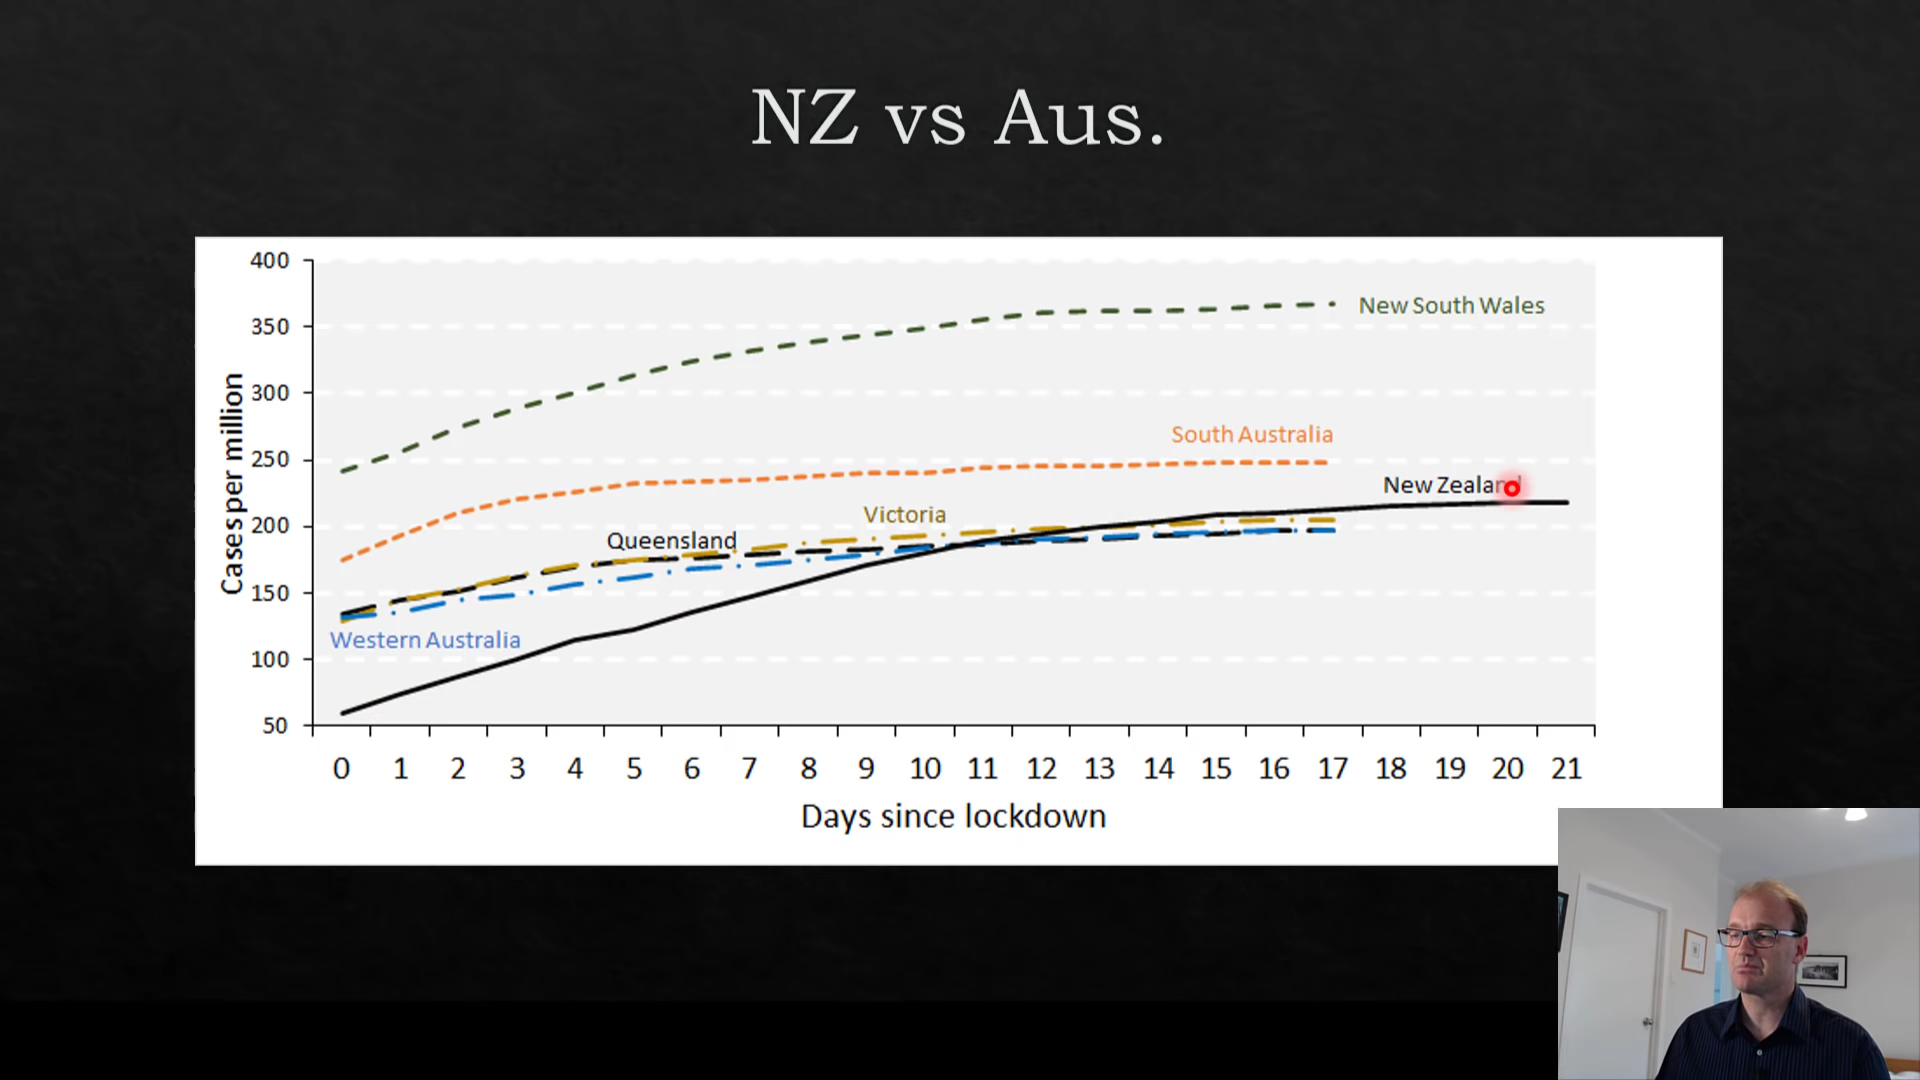 NZ vs Aus.
400
350
300
250
200
150
100
50
Cases per million
New South Wales
South Australia
New Zealand
Victoria
Queensland
Western Australia
0 1 2 3 4 5 6 7 8 9 10 11 12 13 14 15 16 17 18 19 20 21
Days since lockdown